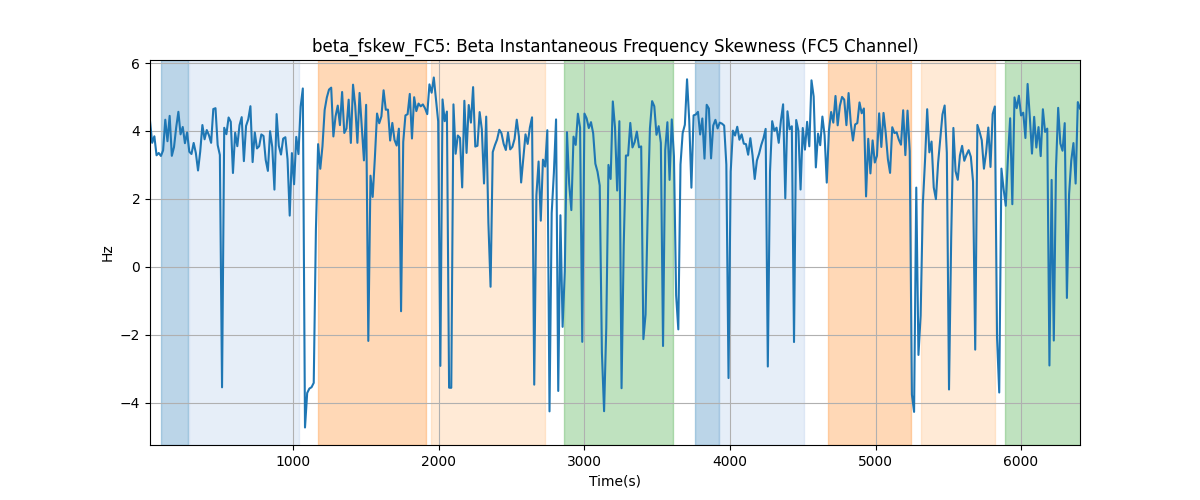 beta_fskew_FC5: Beta Instantaneous Frequency Skewness (FC5 Channel)
6
4
2
0
−2
−4
Hz
1000 2000 3000 4000 5000 6000
Time(s)